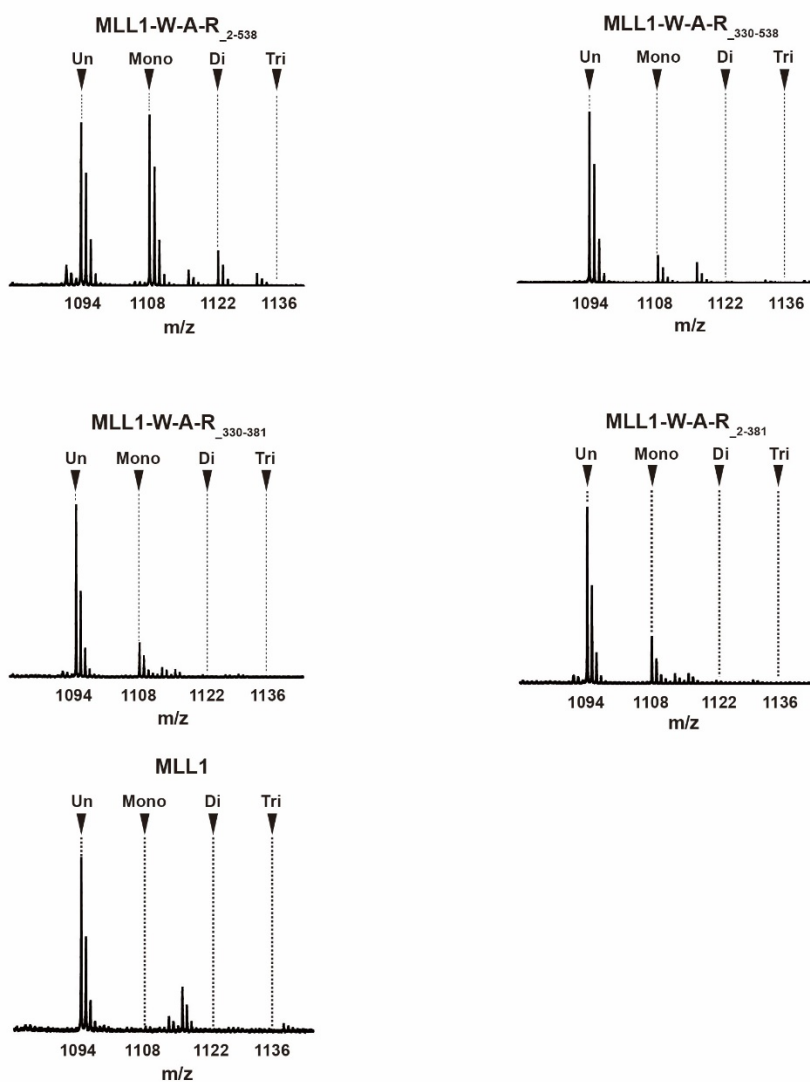 MLL1-W-A-R_2-538
Un Mono Di Tri
1094 1108 1122 1136
m/z
MLL1-W-A-R_330-538
Un Mono Di Tri
1094 1108 1122 1136
m/z
MLL1-W-A-R_330-381
Un Mono Di Tri
1094 1108 1122 1136
m/z
MLL1-W-A-R_2-381
Un Mono Di Tri
1094 1108 1122 1136
m/z
MLL1
Un Mono Di Tri
1094 1108 1122 1136
m/z